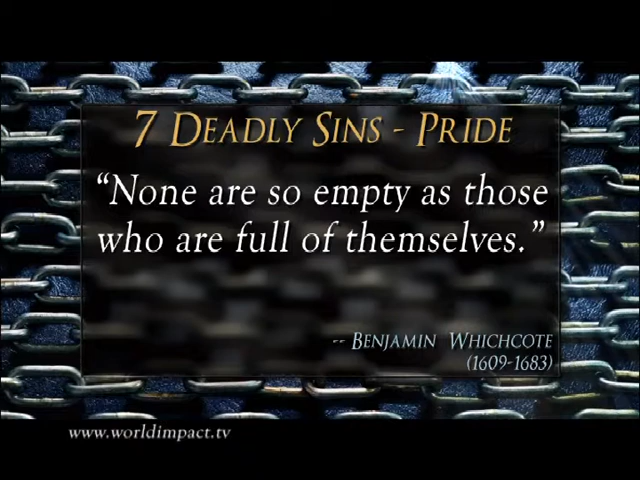 7 Deadly Sins - Pride
“None are so empty as those
who are full of themselves.”
-- Benjamin Whichcote
(1609-1683)
www.worldimpact.tv